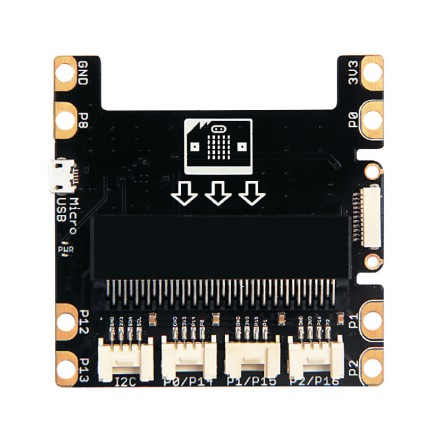 GND
3V3
P8
P0
Micro
USB
PWR
P12
P1
P13
P2
I2C
P0/P14
P1/P15
P2/P16